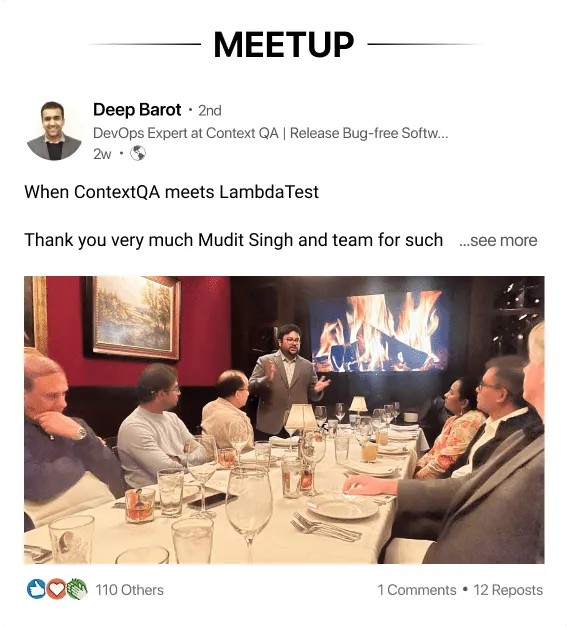 MEETUP
Deep Barot • 2nd
DevOps Expert at Context QA | Release Bug-free Softw...
2w •
When ContextQA meets LambdaTest
Thank you very much Mudit Singh and team for such ...see more
110 Others 1 Comments • 12 Reposts